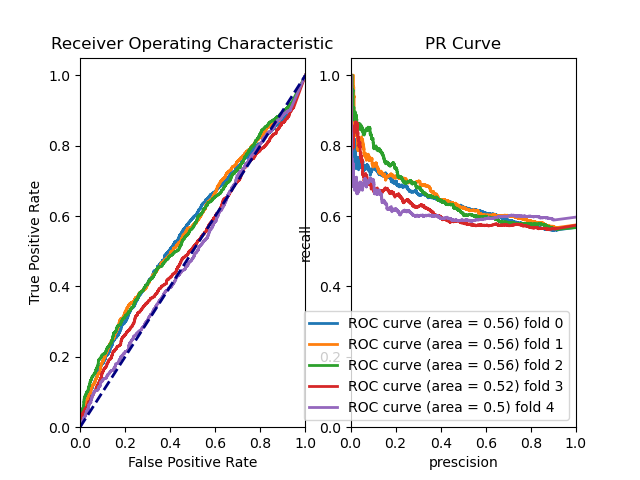 Receiver Operating Characteristic
True Positive Rate
1.0
0.8
0.6
0.4
0.2
0.0
0.0 0.2 0.4 0.6 0.8 1.0
False Positive Rate
PR Curve
recall
1.0
0.8
0.6
0.4
0.2
0.0
0.0 0.2 0.4 0.6 0.8 1.0
prescision
ROC curve (area = 0.56) fold 0
ROC curve (area = 0.56) fold 1
ROC curve (area = 0.56) fold 2
ROC curve (area = 0.52) fold 3
ROC curve (area = 0.5) fold 4